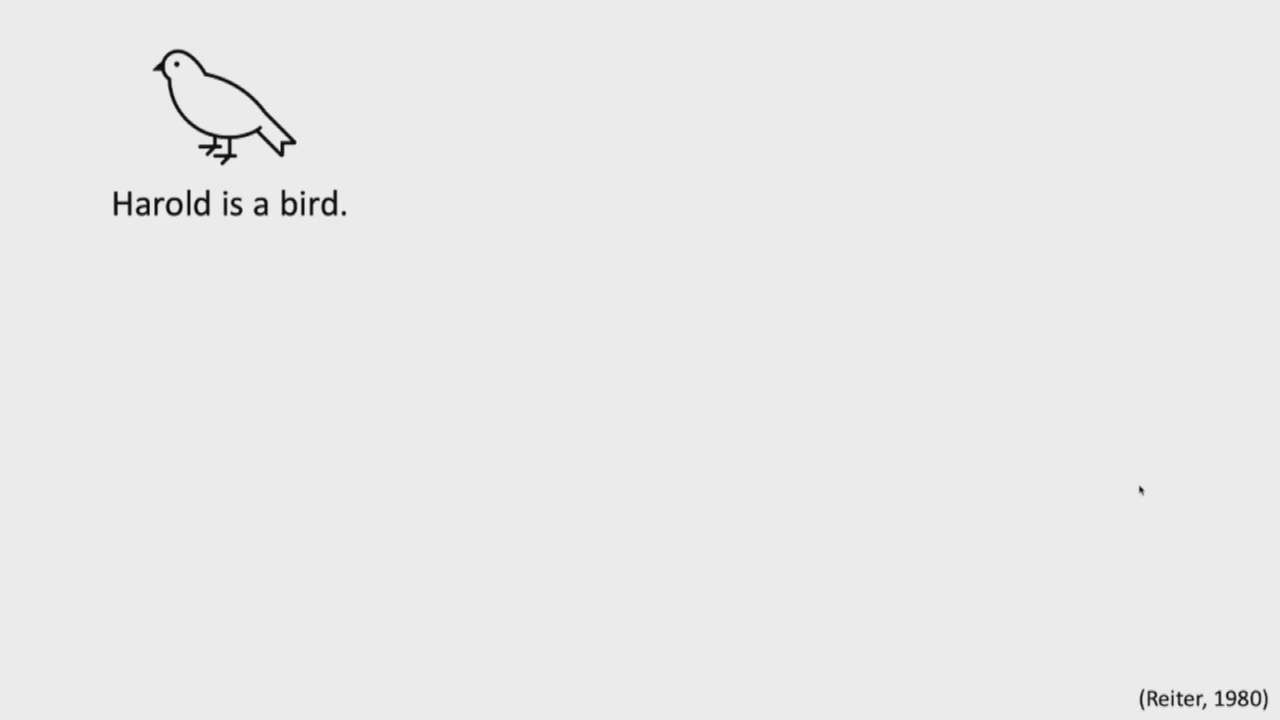 Harold is a bird.
(Reiter, 1980)